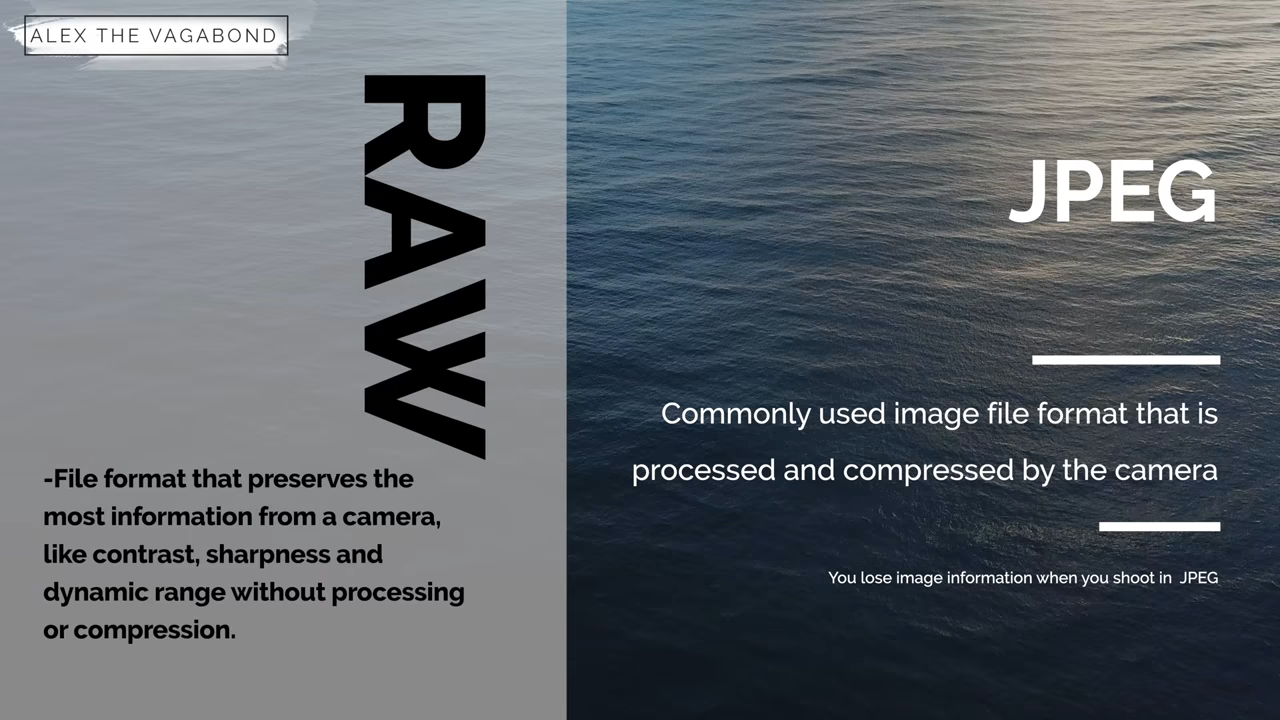 ALEX THE VAGABOND
RAW
-File format that preserves the
most information from a camera,
like contrast, sharpness and
dynamic range without processing
or compression.
JPEG
Commonly used image file format that is
processed and compressed by the camera
You lose image information when you shoot in  JPEG